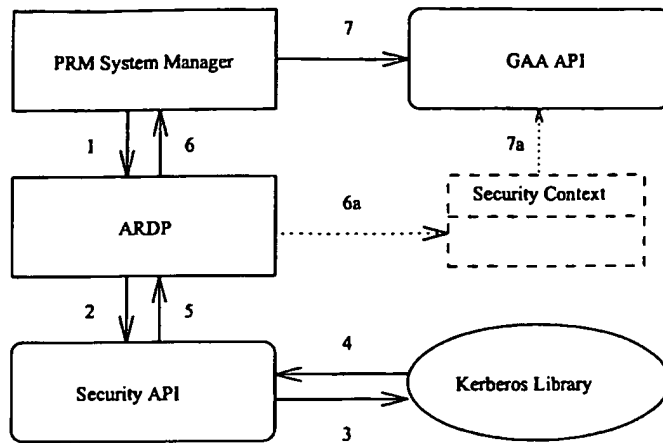 7
PRM System Manager
GAA API
1
6
7a
Security Context
6a
ARDP
2
5
4
Security API
Kerberos Library
3